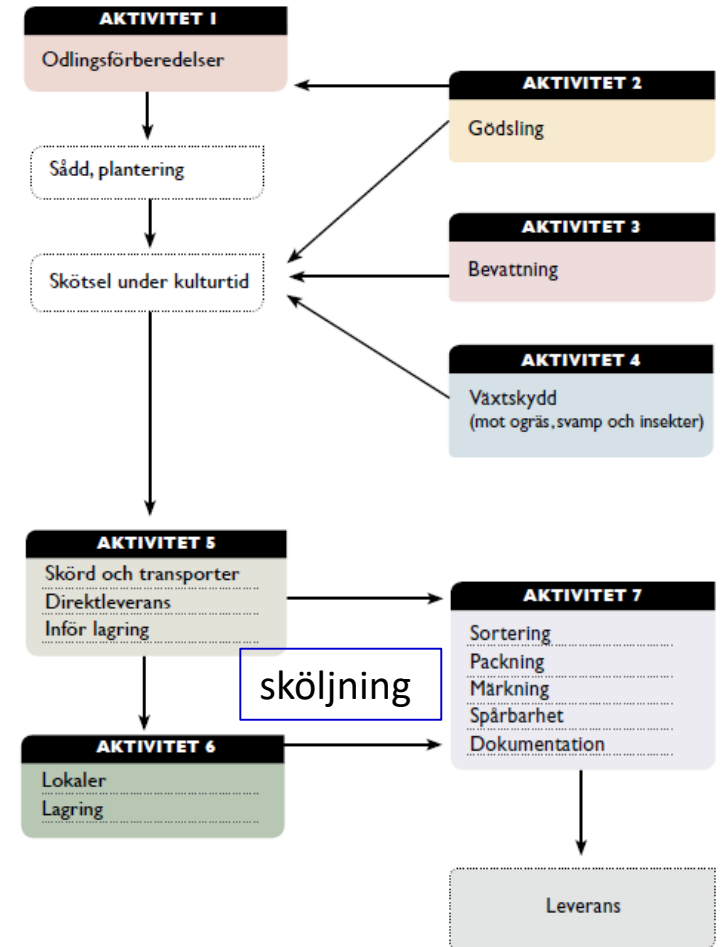 AKTIVITET 1
Odlingsförberedelser
AKTIVITET 2
Gödsling
Sådd, plantering
AKTIVITET 3
Bevattning
Skötsel under kulturtid
AKTIVITET 4
Växtskydd
(mot ogräs, svamp och insekter)
AKTIVITET 5
Skörd och transporter
Direktleverans
Inför lagring
sköljning
AKTIVITET 6
Lokaler
Lagring
AKTIVITET 7
Sortering
Packning
Märkning
Spårbarhet
Dokumentation
Leverans